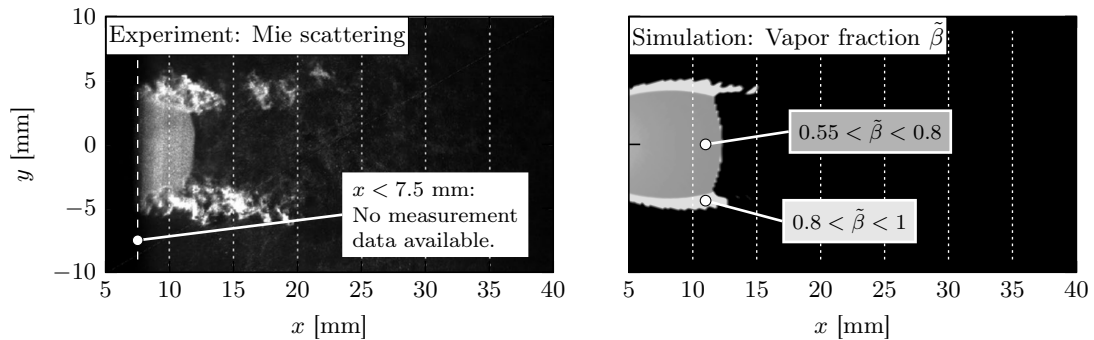 Experiment: Mie scattering
10
5
0
−5
−10
y [mm]
x < 7.5 mm:
No measurement
data available.
5
10
15
20
25
30
35
40
x [mm]
Simulation: Vapor fraction β̃
0.55 < β̃ < 0.8
0.8 < β̃ < 1
5
10
15
20
25
30
35
40
x [mm]